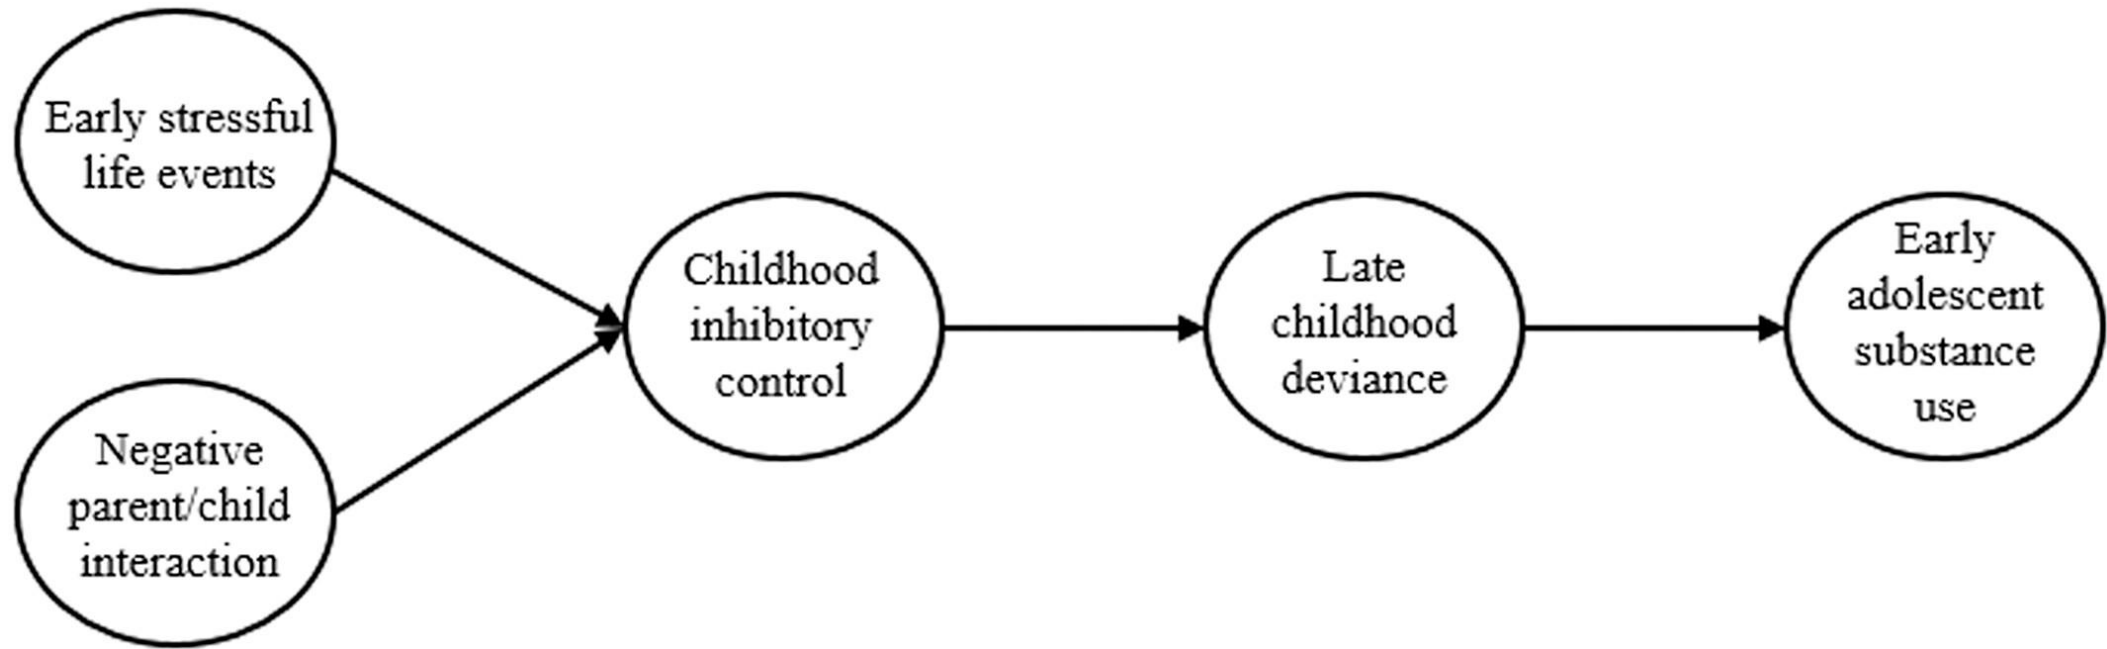 Early stressful
life events
Negative
parent/child
interaction
Childhood
inhibitory
control
Late
childhood
deviance
Early
adolescent
substance
use